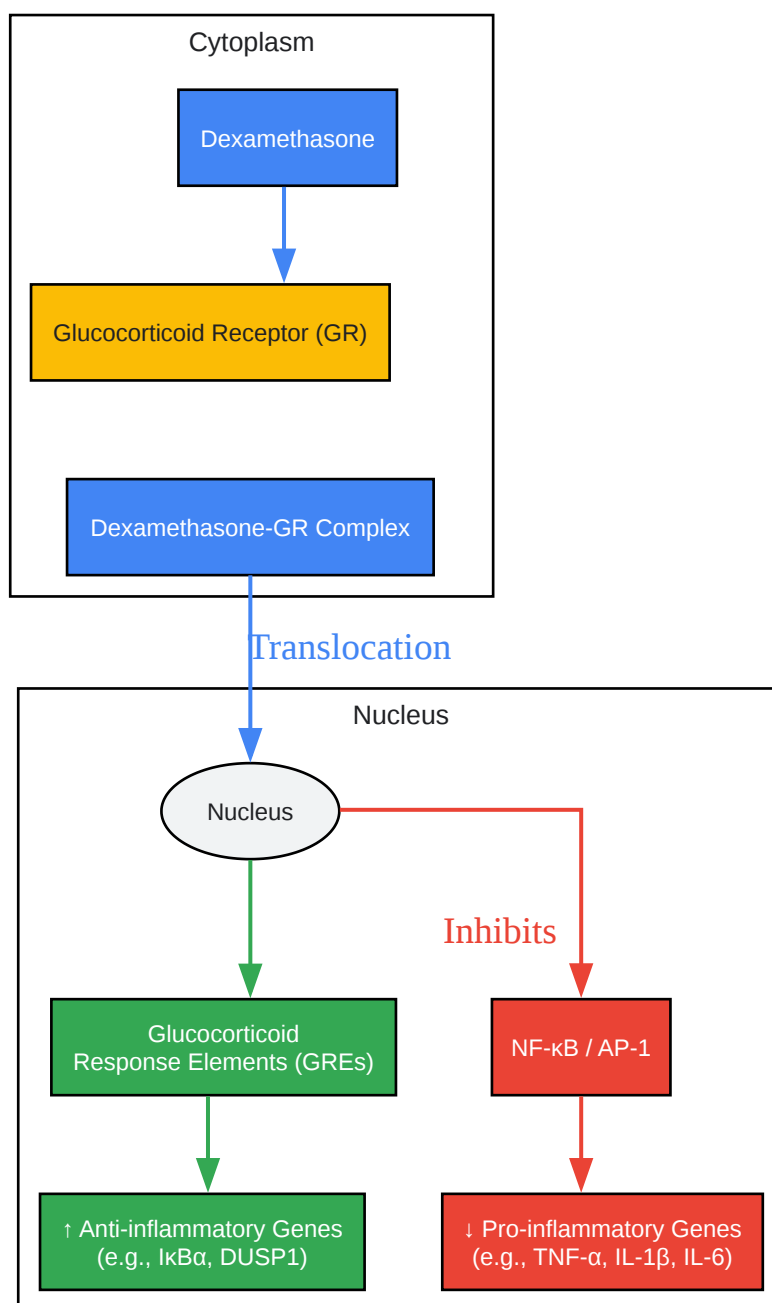 Cytoplasm
Dexamethasone
Glucocorticoid Receptor (GR)
Dexamethasone-GR Complex
Translocation
Nucleus
Nucleus
Inhibits
Glucocorticoid
Response Elements (GREs)
NF-κB / AP-1
↑ Anti-inflammatory Genes
(e.g., IκBα, DUSP1)
↓ Pro-inflammatory Genes
(e.g., TNF-α, IL-1β, IL-6)